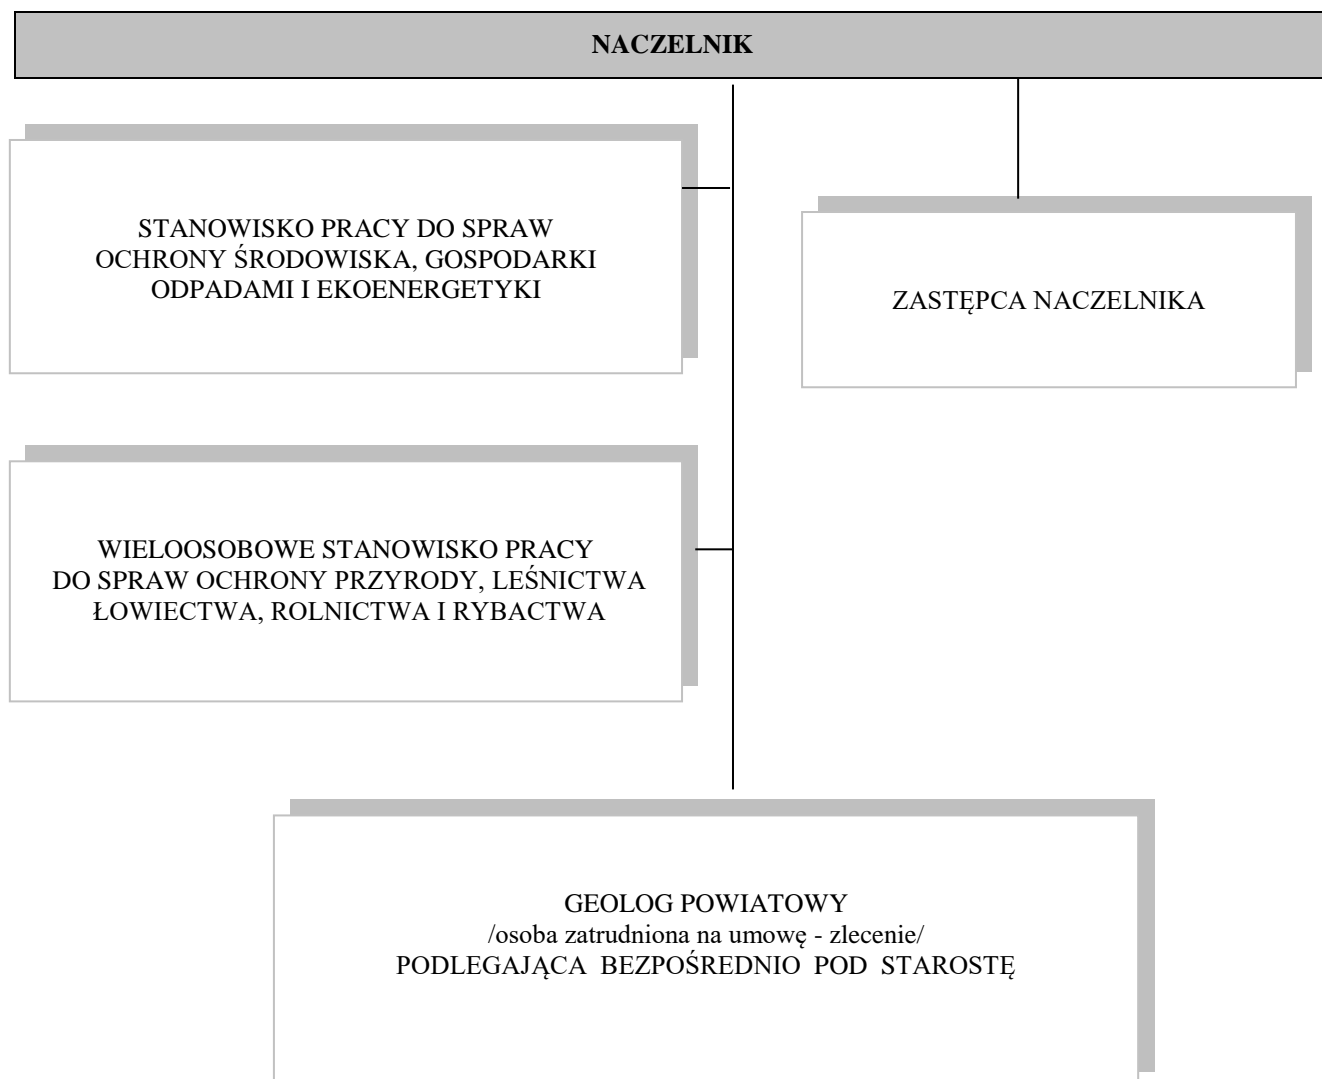 NACZELNIK
STANOWISKO PRACY DO SPRAW
OCHRONY ŚRODOWISKA, GOSPODARKI
ODPADAMI I EKOENERGETYKI
ZASTĘPCA NACZELNIKA
WIELOOSOBOWE STANOWISKO PRACY
DO SPRAW OCHRONY PRZYRODY, LEŚNICTWA
ŁOWIECTWA, ROLNICTWA I RYBACTWA
GEOLOG POWIATOWY
/osoba zatrudniona na umowę - zlecenie/
PODLEGAJĄCA BEZPOŚREDNIO POD STAROSTĘ